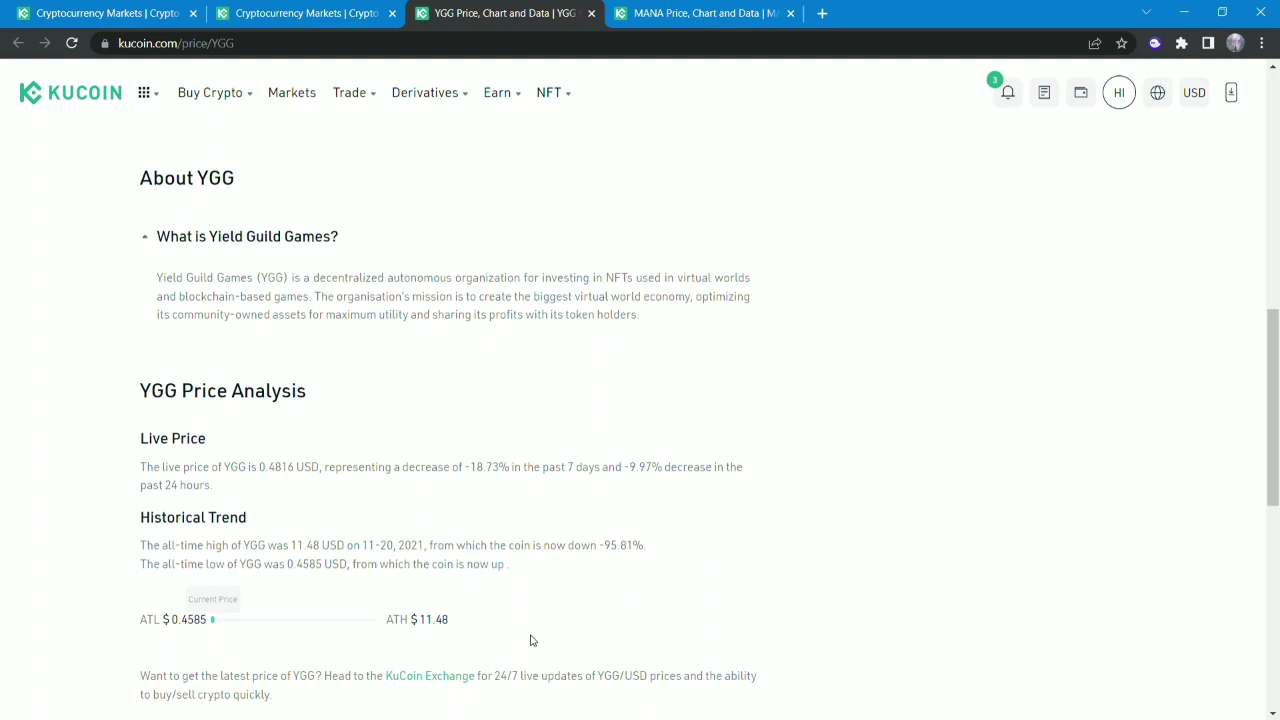 Cryptocurrency Markets | Crypto
Cryptocurrency Markets | Crypto
YGG Price, Chart and Data | YGG
MANA Price, Chart and Data | M
kucoin.com/price/YGG
KUCOIN
Buy Crypto
Markets
Trade
Derivatives
Earn
NFT
3
HI
USD
About YGG
What is Yield Guild Games?
Yield Guild Games (YGG) is a decentralized autonomous organization for investing in NFTs used in virtual worlds
and blockchain-based games. The organisation's mission is to create the biggest virtual world economy, optimizing
its community-owned assets for maximum utility and sharing its profits with its token holders.
YGG Price Analysis
Live Price
The live price of YGG is 0.4816 USD, representing a decrease of -18.73% in the past 7 days and -9.97% decrease in the
past 24 hours.
Historical Trend
The all-time high of YGG was 11.48 USD on 11-20, 2021, from which the coin is now down -95.81%.
The all-time low of YGG was 0.4585 USD, from which the coin is now up .
Current Price
ATL $ 0.4585
ATH $ 11.48
Want to get the latest price of YGG? Head to the KuCoin Exchange for 24/7 live updates of YGG/USD prices and the ability
to buy/sell crypto quickly.